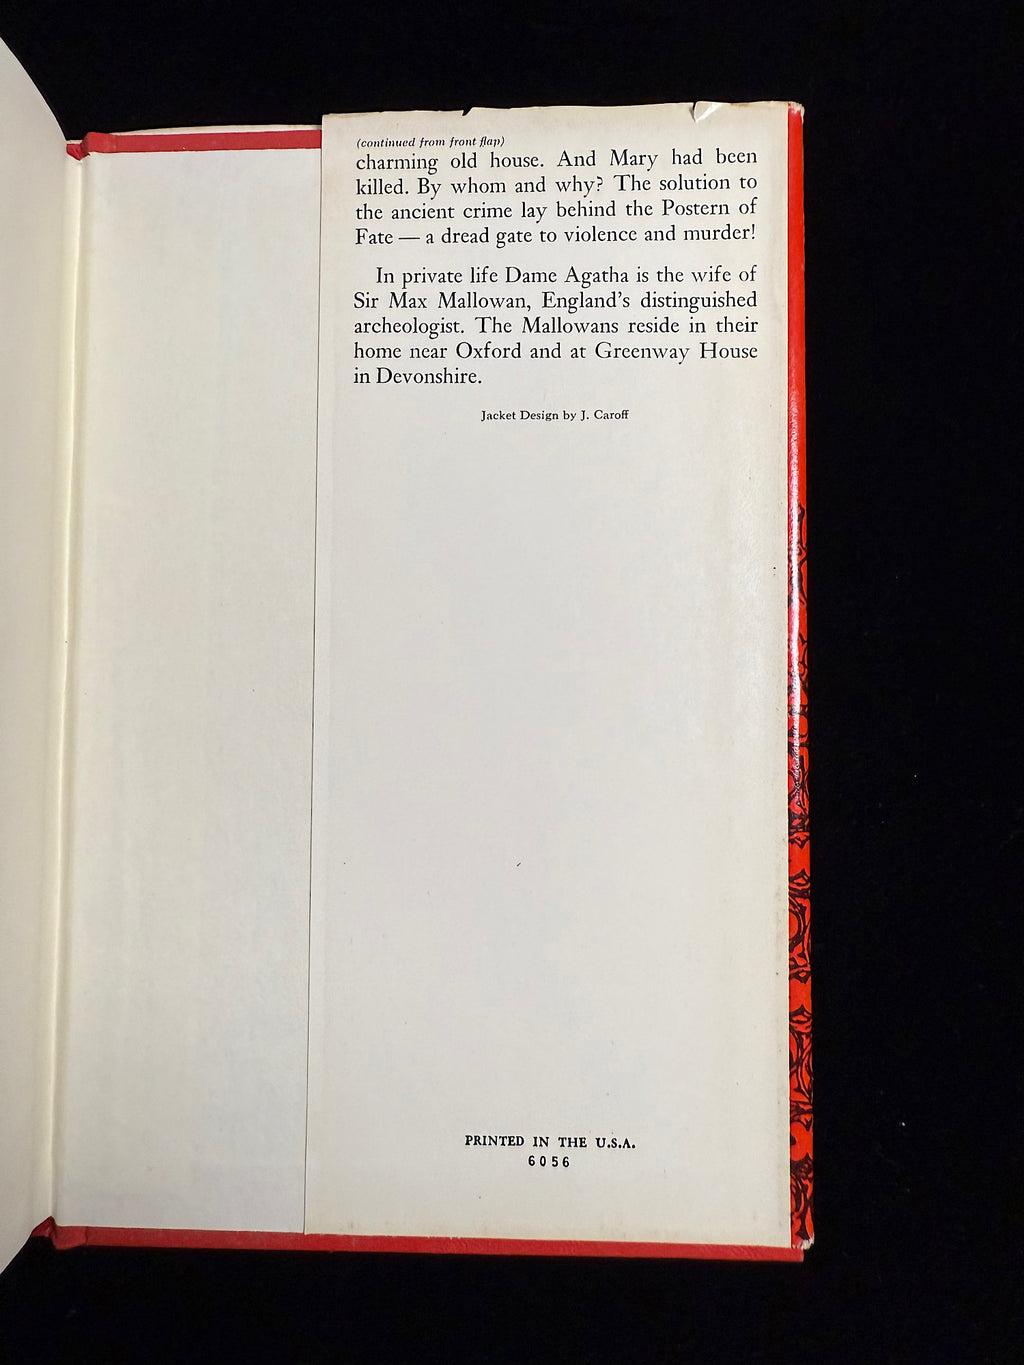 (continued from front flap)
charming old house. And Mary had been
killed. By whom and why? The solution to
the ancient crime lay behind the Postern of
Fate — a dread gate to violence and murder!
In private life Dame Agatha is the wife of
Sir Max Mallowan, England's distinguished
archeologist. The Mallowans reside in their
home near Oxford and at Greenway House
in Devonshire.
Jacket Design by J. Caroff
PRINTED IN THE U.S.A.
6056